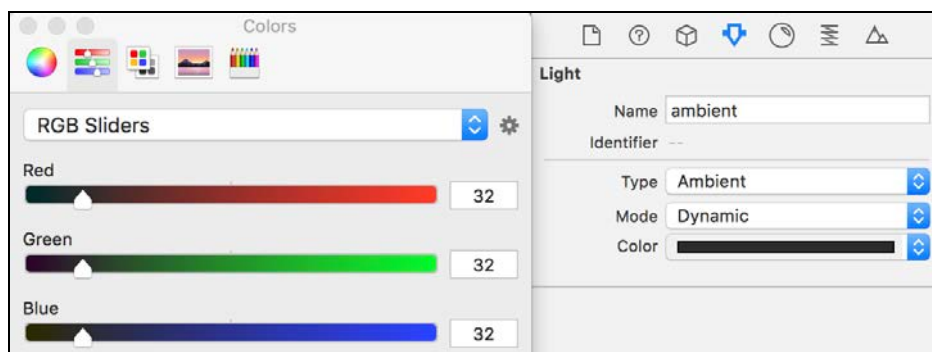 Colors
RGB Sliders
Red
32
Green
32
Blue
32
Light
Name ambient
Identifier --
Type Ambient
Mode Dynamic
Color